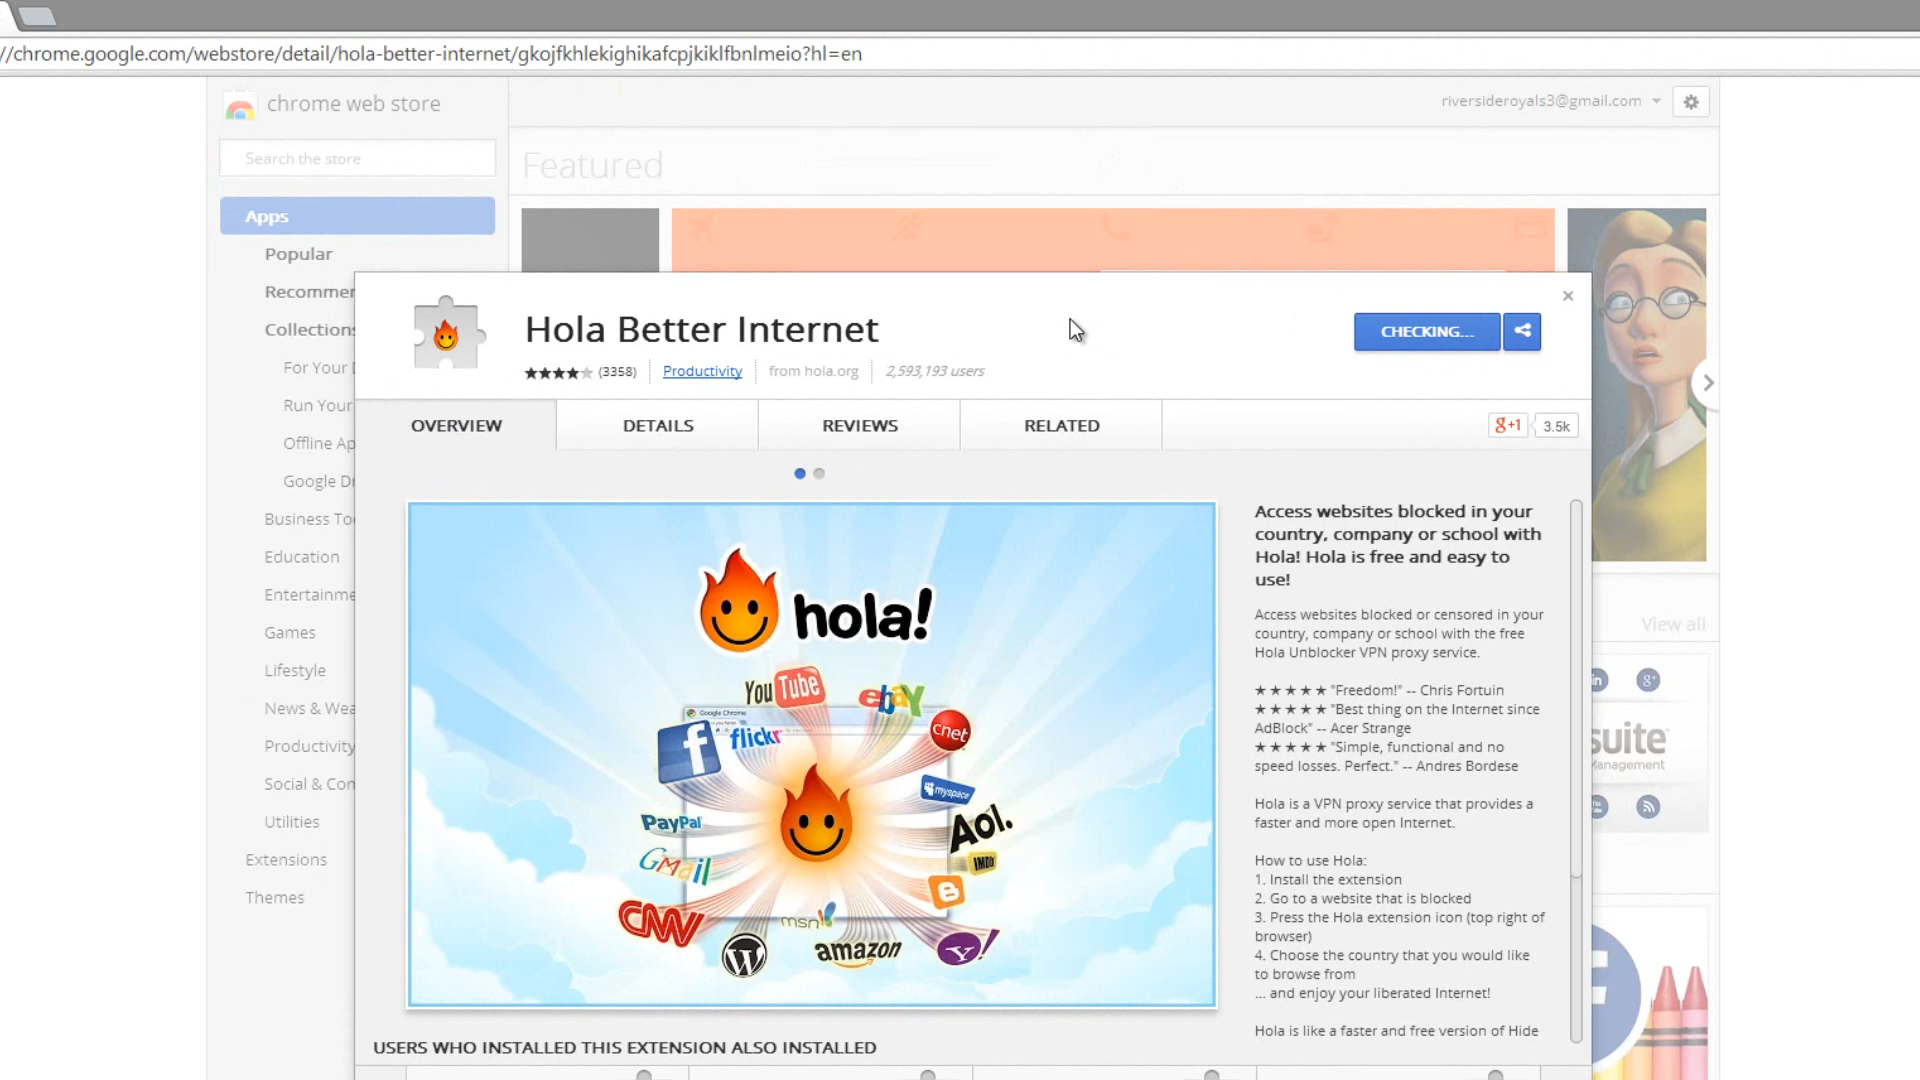 //chrome.google.com/webstore/detail/hola-better-internet/gkojfkhlekighikafcpjkiklfbnlmeio?hl=en
chrome web store
riversideroyals3@gmail.com
Search the store
Featured
Apps
Popular
Recommen
Collections
For Your D
Run Your
Offline Ap
Google Dr
Business Too
Education
Entertainme
Games
Lifestyle
News & Wea
Productivity
Social & Com
Utilities
Extensions
Themes
Hola Better Internet
CHECKING...
(3358)
Productivity
from hola.org
2,593,193 users
OVERVIEW
DETAILS
REVIEWS
RELATED
g+1
3.5k
hola!
You Tube
ebay
Google Chrome
f
flickr
cnet
myspace
PayPal
Aol.
IMDb
Gmail
CNN
msn
amazon
Y!
Access websites blocked in your
country, company or school with
Hola! Hola is free and easy to
use!
Access websites blocked or censored in your
country, company or school with the free
Hola Unblocker VPN proxy service.
★★★★★ "Freedom!" -- Chris Fortuin
★★★★★ "Best thing on the Internet since
AdBlock" -- Acer Strange
★★★★★ "Simple, functional and no
speed losses. Perfect." -- Andres Bordese
Hola is a VPN proxy service that provides a
faster and more open Internet.
How to use Hola:
1. Install the extension
2. Go to a website that is blocked
3. Press the Hola extension icon (top right of
browser)
4. Choose the country that you would like
to browse from
... and enjoy your liberated Internet!
Hola is like a faster and free version of Hide
View all
in
g+
suite
Management
USERS WHO INSTALLED THIS EXTENSION ALSO INSTALLED